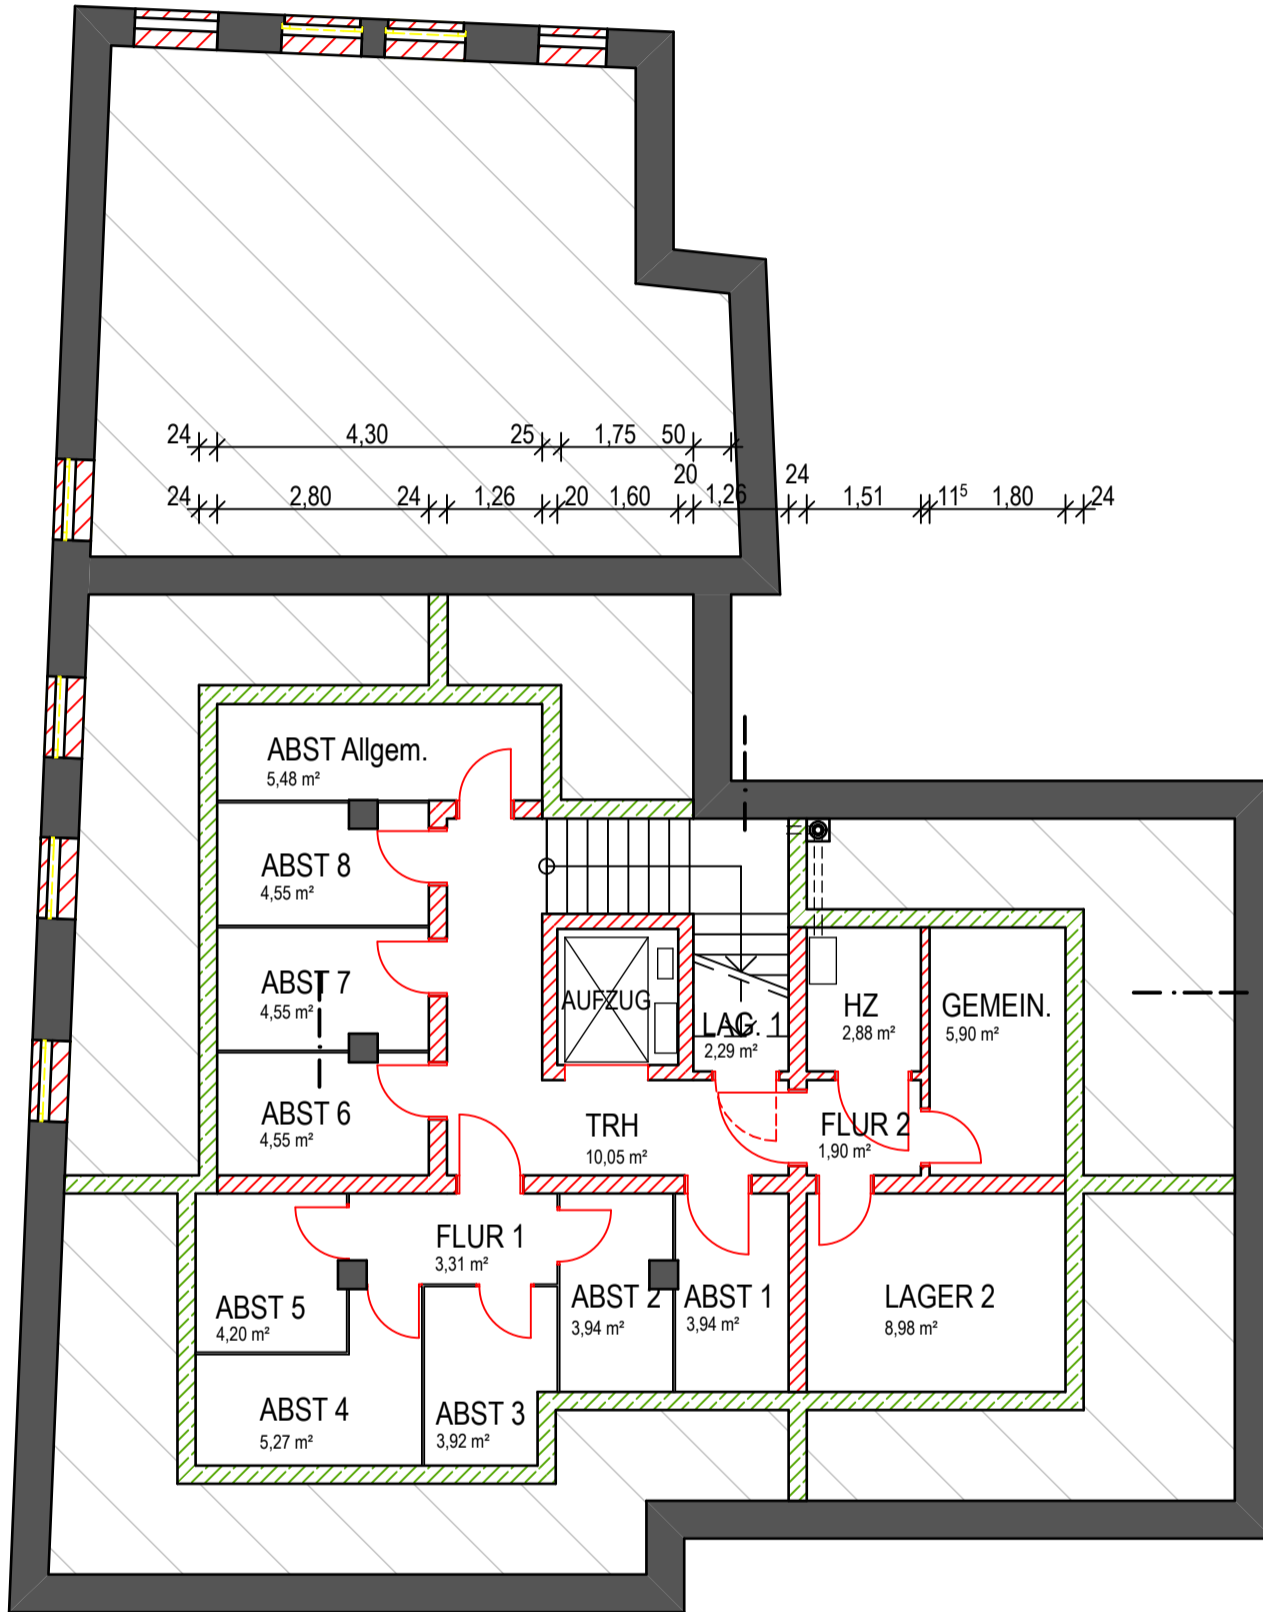 24 4,30 25 1,75 50
24 2,80 24 1,26 20 1,60 20 1,26 24 1,51 11⁵ 1,80 24
ABST Allgem.
5,48 m²
ABST 8
4,55 m²
ABST 7
4,55 m²
AUFZUG
LAG. 1
2,29 m²
HZ
2,88 m²
GEMEIN.
5,90 m²
ABST 6
4,55 m²
TRH
10,05 m²
FLUR 2
1,90 m²
FLUR 1
3,31 m²
ABST 5
4,20 m²
ABST 2
3,94 m²
ABST 1
3,94 m²
LAGER 2
8,98 m²
ABST 4
5,27 m²
ABST 3
3,92 m²